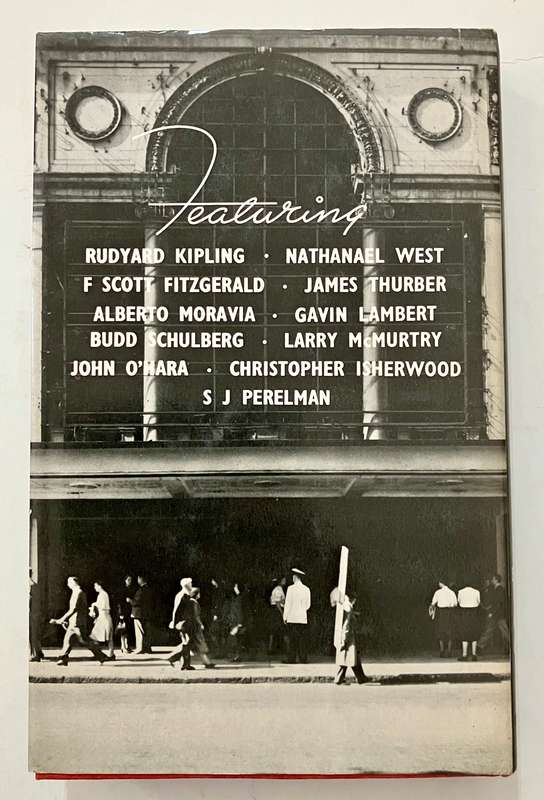 Featuring
RUDYARD KIPLING · NATHANAEL WEST
F SCOTT FITZGERALD · JAMES THURBER
ALBERTO MORAVIA · GAVIN LAMBERT
BUDD SCHULBERG · LARRY McMURTRY
JOHN O'HARA · CHRISTOPHER ISHERWOOD
S J PERELMAN